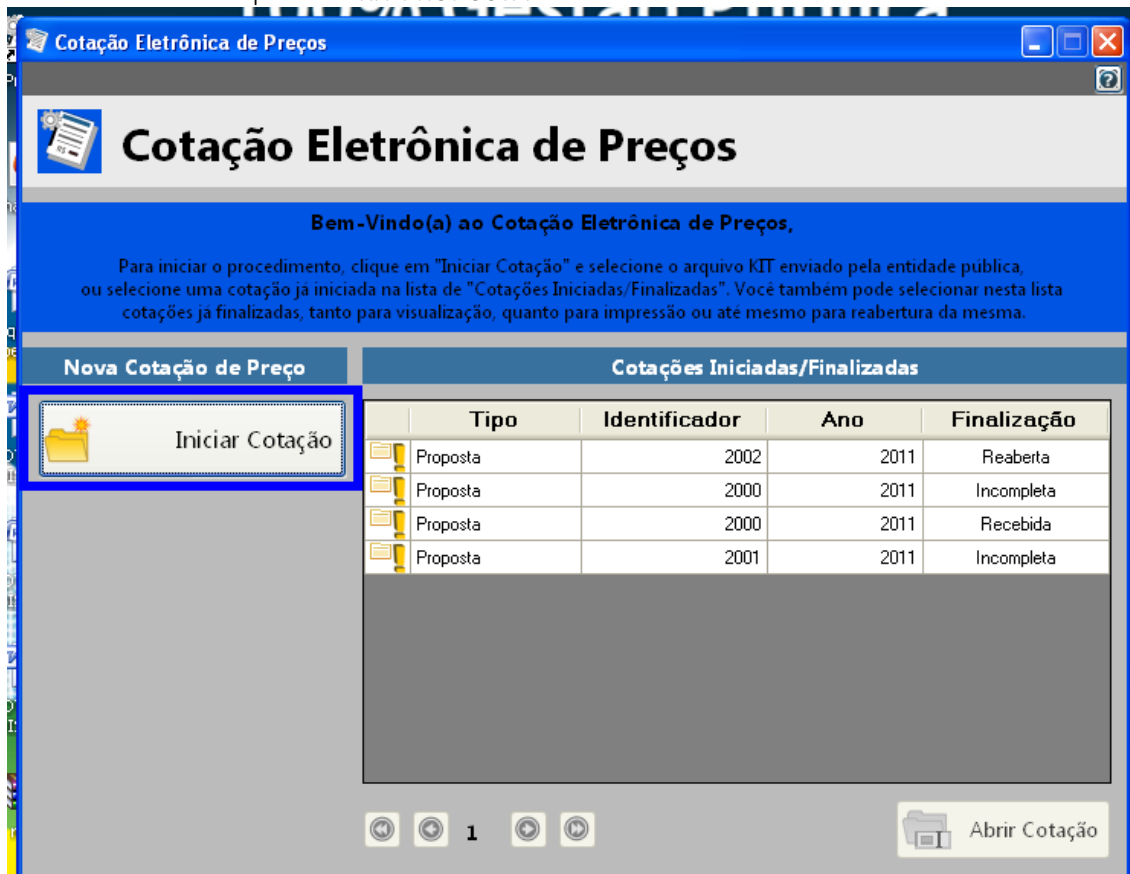 100% Gestão Pública
Cotação Eletrônica de Preços
Cotação Eletrônica de Preços
Bem-Vindo(a) ao Cotação Eletrônica de Preços,
Para iniciar o procedimento, clique em "Iniciar Cotação" e selecione o arquivo KIT enviado pela entidade pública,
ou selecione uma cotação já iniciada na lista de "Cotações Iniciadas/Finalizadas". Você também pode selecionar nesta lista
cotações já finalizadas, tanto para visualização, quanto para impressão ou até mesmo para reabertura da mesma.
Nova Cotação de Preço
Cotações Iniciadas/Finalizadas
Iniciar Cotação
Tipo Identificador Ano Finalização
Proposta 2002 2011 Reaberta
Proposta 2000 2011 Incompleta
Proposta 2000 2011 Recebida
Proposta 2001 2011 Incompleta
1
Abrir Cotação